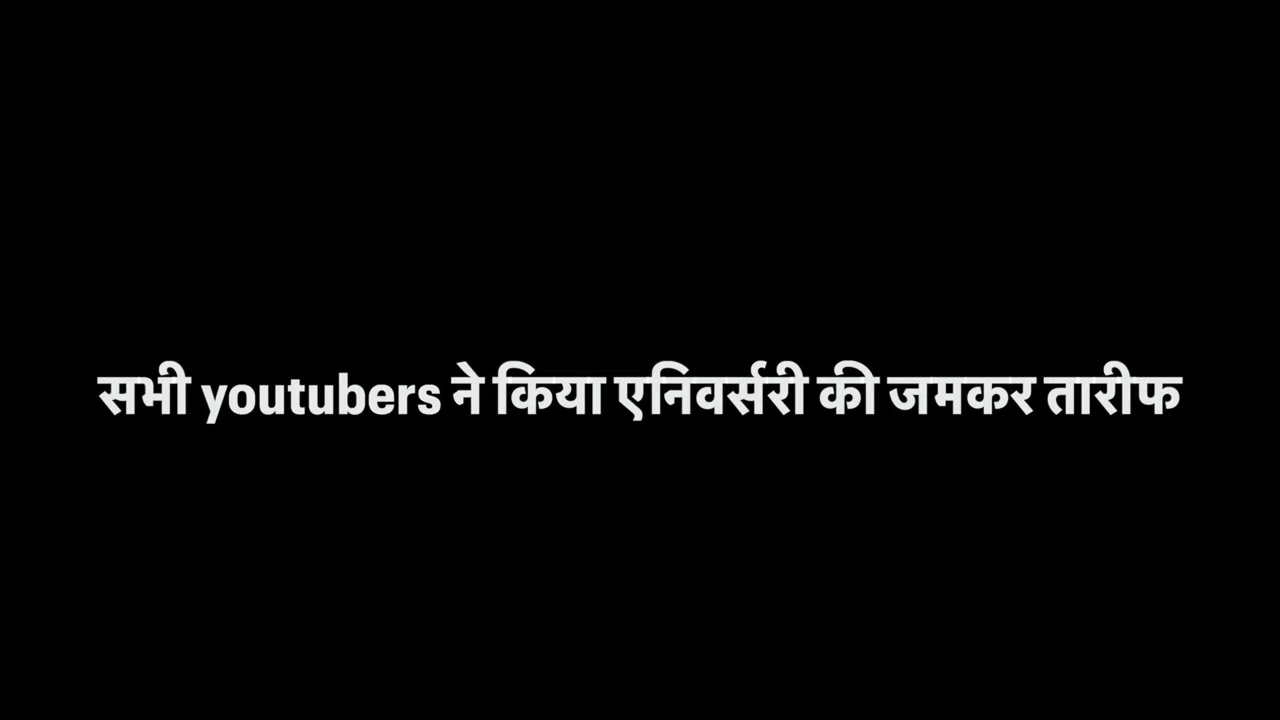 सभी youtubers ने किया एनिवर्सरी की जमकर तारीफ